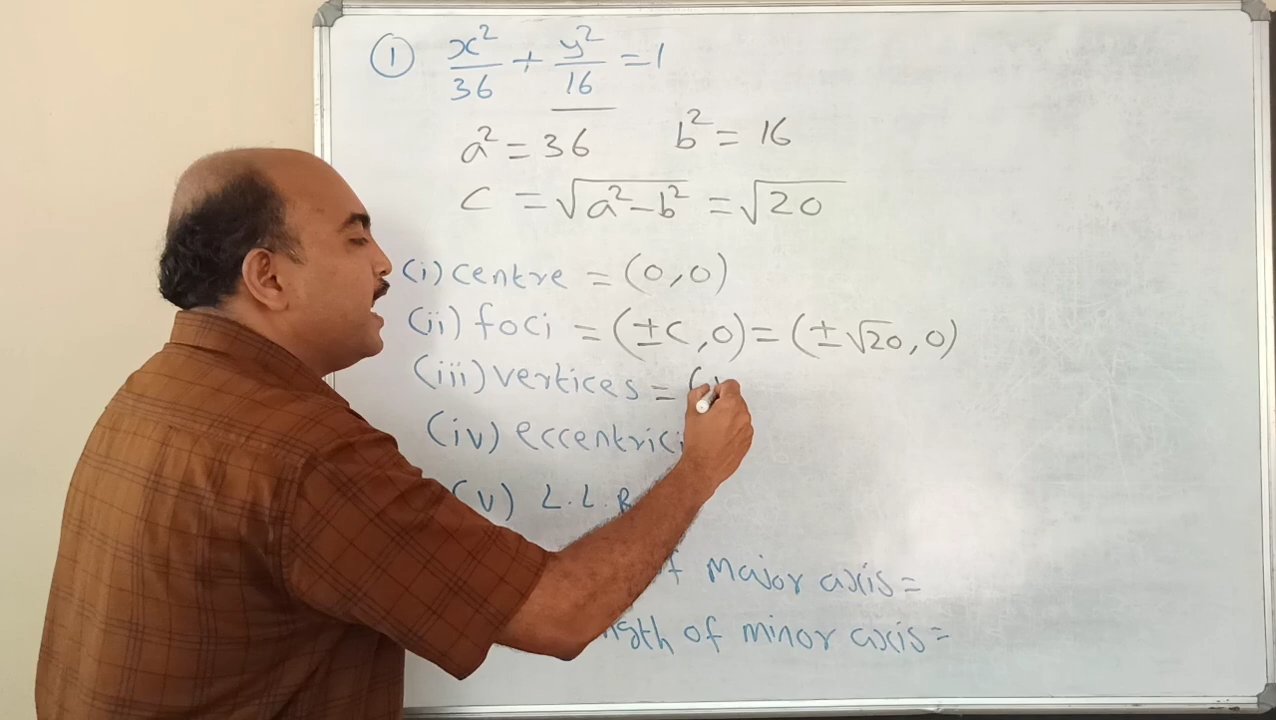 ① x²/36 + y²/16 = 1
a² = 36 b² = 16
c = √(a²-b²) = √20
(i) centre = (0,0)
(ii) foci = (±c,0) = (±√20,0)
(iii) vertices = (
(iv) eccentrici
(v) L.L.R
of major axis =
ngth of minor axis =